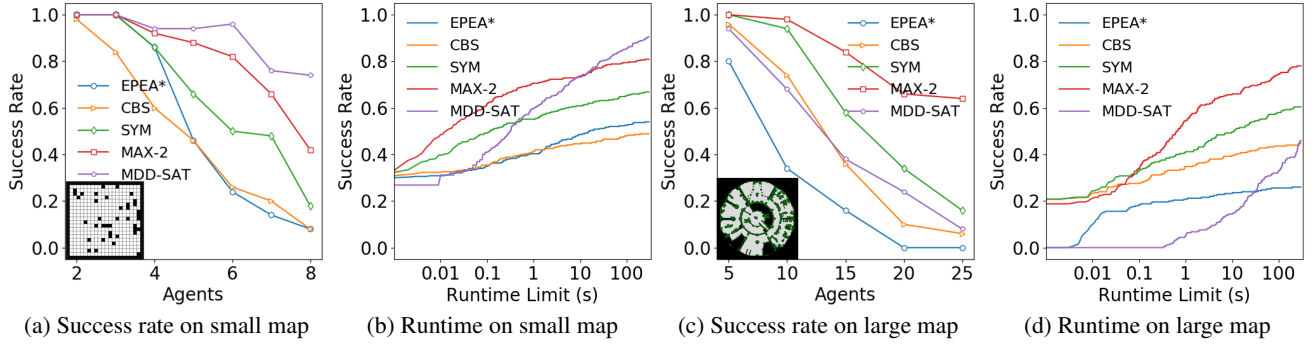 1.0
0.8
0.6
0.4
0.2
0.0
Success Rate
EPEA*
CBS
SYM
MAX-2
MDD-SAT
2 4 6 8
Agents
(a) Success rate on small map
1.0
0.8
0.6
0.4
0.2
0.0
Success Rate
EPEA*
CBS
SYM
MAX-2
MDD-SAT
0.01 0.1 1 10 100
Runtime Limit (s)
(b) Runtime on small map
1.0
0.8
0.6
0.4
0.2
0.0
Success Rate
EPEA*
CBS
SYM
MAX-2
MDD-SAT
5 10 15 20 25
Agents
(c) Success rate on large map
1.0
0.8
0.6
0.4
0.2
0.0
Success Rate
EPEA*
CBS
SYM
MAX-2
MDD-SAT
0.01 0.1 1 10 100
Runtime Limit (s)
(d) Runtime on large map